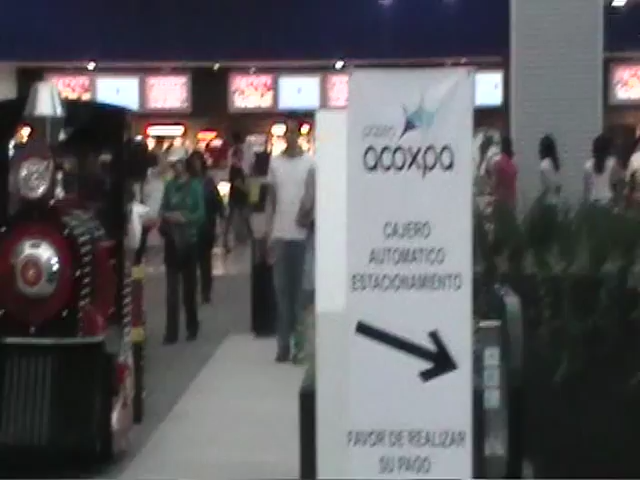 paseo
acoxpa
CAJERO
AUTOMATICO
ESTACIONAMIENTO
FAVOR DE REALIZAR
SU PAGO